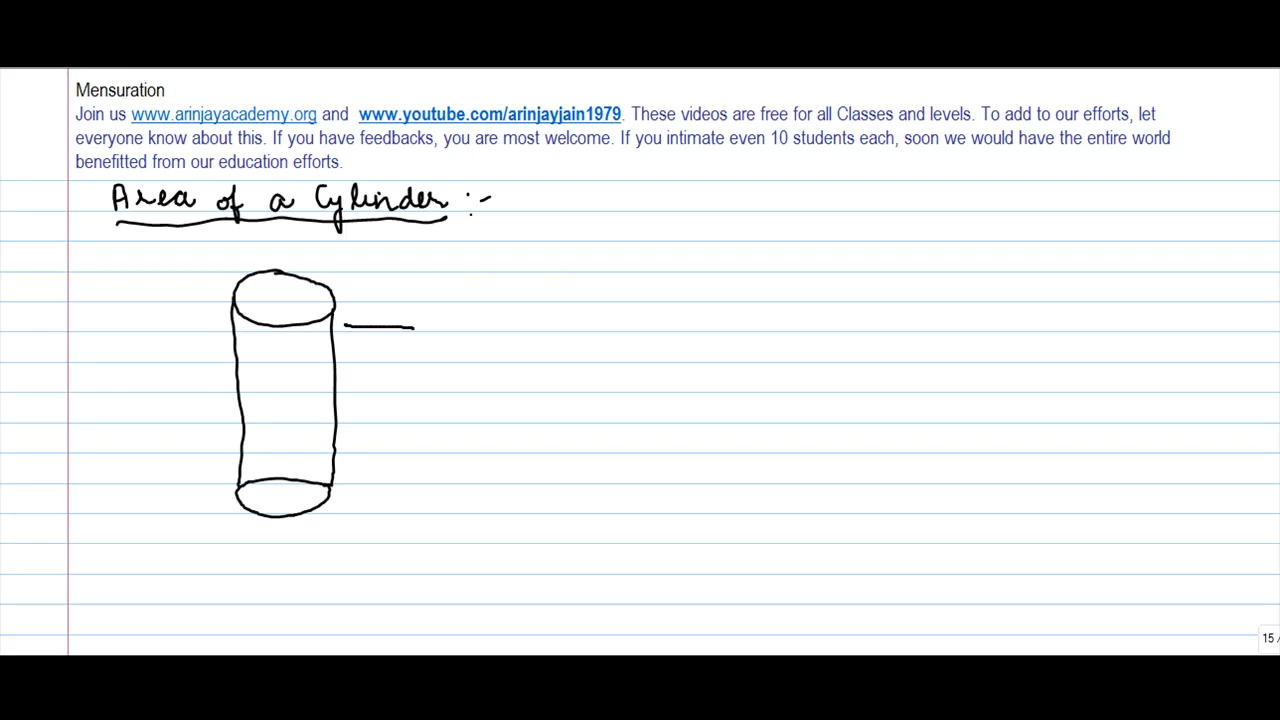 Mensuration
Join us www.arinjayacademy.org and www.youtube.com/arinjayjain1979. These videos are free for all Classes and levels. To add to our efforts, let
everyone know about this. If you have feedbacks, you are most welcome. If you intimate even 10 students each, soon we would have the entire world
benefitted from our education efforts.
Area of a Cylinder :-
15 /